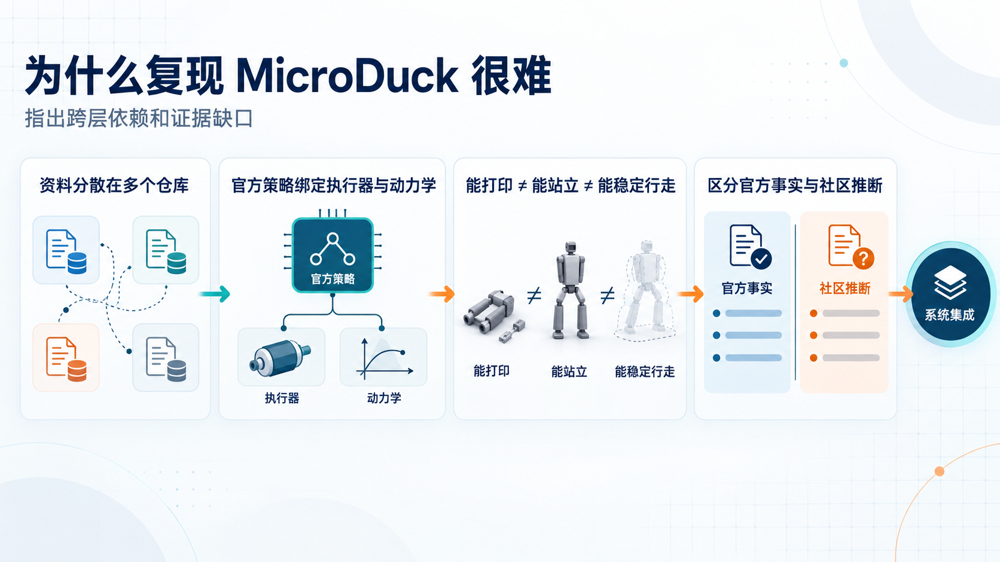 为什么复现 MicroDuck 很难
指出跨层依赖和证据缺口
资料分散在多个仓库
官方策略绑定执行器与动力学
官方策略
执行器
动力学
能打印 ≠ 能站立 ≠ 能稳定行走
≠
≠
能打印
能站立
能稳定行走
区分官方事实与社区推断
官方事实
?
社区推断
系统集成